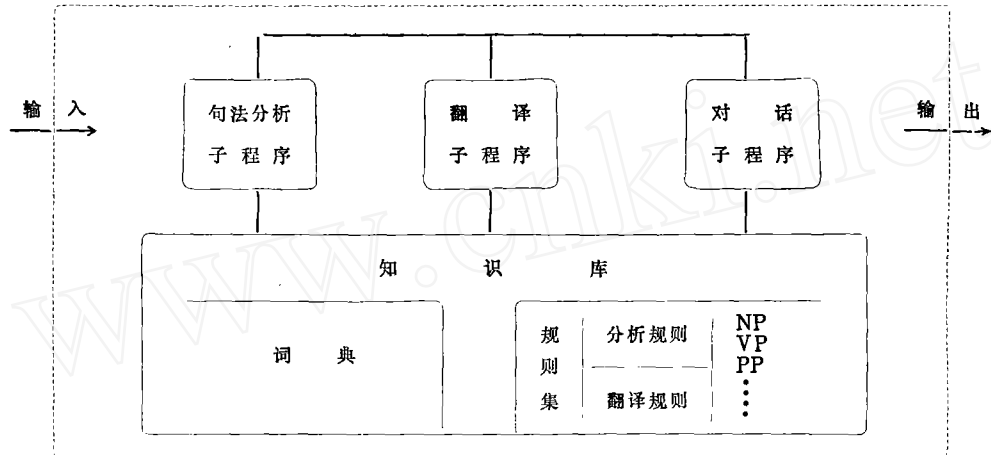 输入
句法分析
子程序
翻译
子程序
对话
子程序
输出
知识库
词典
规则集
分析规则
翻译规则
NP
VP
PP
www.cnki.net